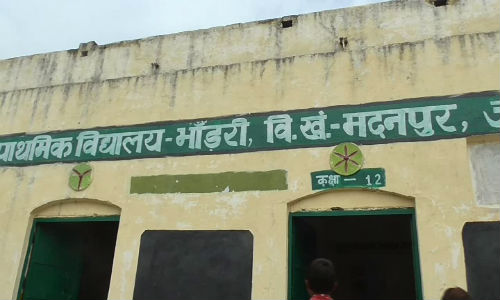 प्राथमिक विद्यालय-भाँड़री, वि.खं.-मदनपुर,
कक्षा - 12